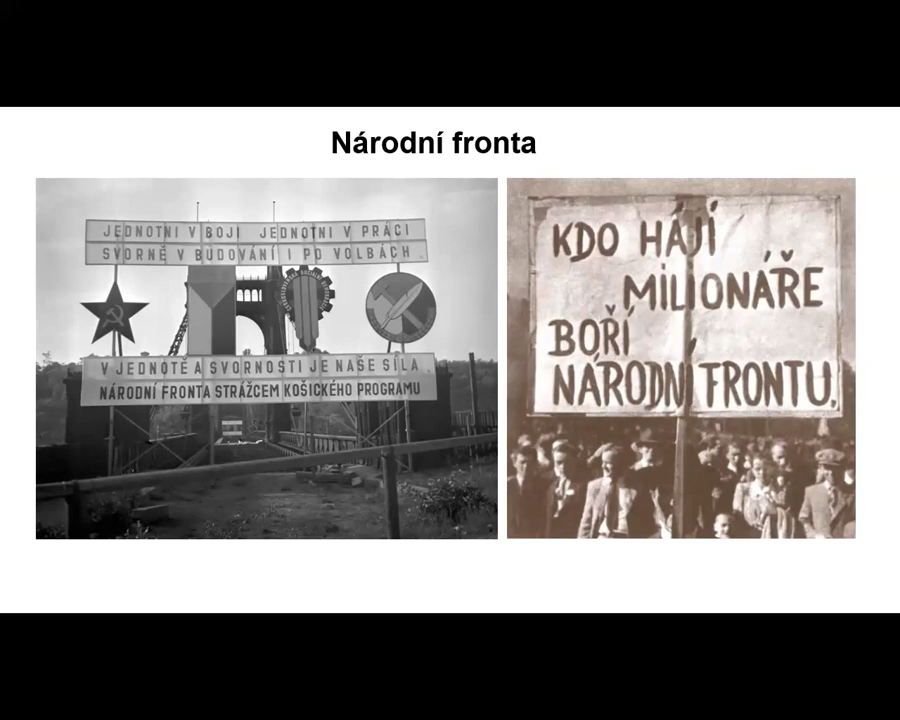 Národní fronta
JEDNOTNI V BOJI JEDNOTNI V PRÁCI
SVORNĚ V BUDOVÁNÍ I PO VOLBÁCH
V JEDNOTĚ A SVORNOSTI JE NAŠE SÍLA
NÁRODNÍ FRONTA STRÁŽCEM KOŠICKÉHO PROGRAMU
KDO HÁJÍ
MILIONÁŘE
BOŘÍ
NÁRODNÍ FRONTU.